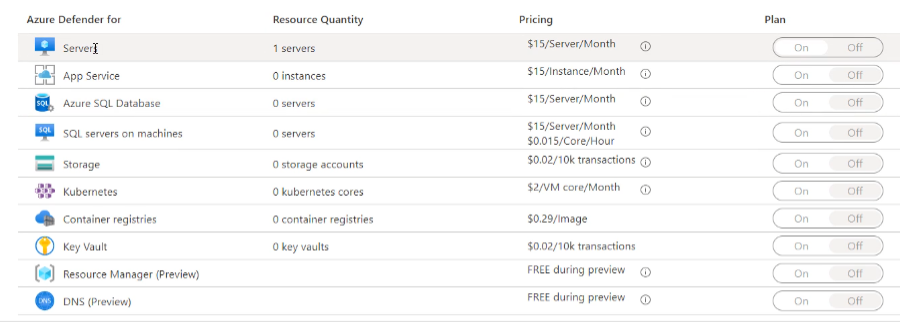 Azure Defender for Resource Quantity Pricing Plan
Servers 1 servers $15/Server/Month On Off
App Service 0 instances $15/Instance/Month On Off
SQL Azure SQL Database 0 servers $15/Server/Month On Off
SQL SQL servers on machines 0 servers $15/Server/Month On Off
$0.015/Core/Hour
Storage 0 storage accounts $0.02/10k transactions On Off
Kubernetes 0 kubernetes cores $2/VM core/Month On Off
Container registries 0 container registries $0.29/Image On Off
Key Vault 0 key vaults $0.02/10k transactions On Off
Resource Manager (Preview) FREE during preview On Off
DNS DNS (Preview) FREE during preview On Off